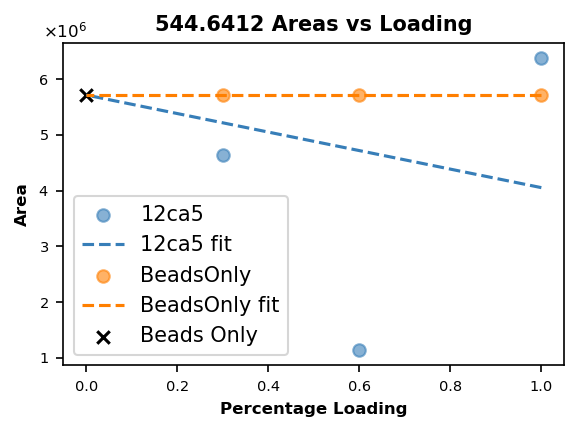 544.6412 Areas vs Loading
×10⁶
6
5
4
3
2
1
Area
12ca5
12ca5 fit
BeadsOnly
BeadsOnly fit
Beads Only
0.0 0.2 0.4 0.6 0.8 1.0
Percentage Loading